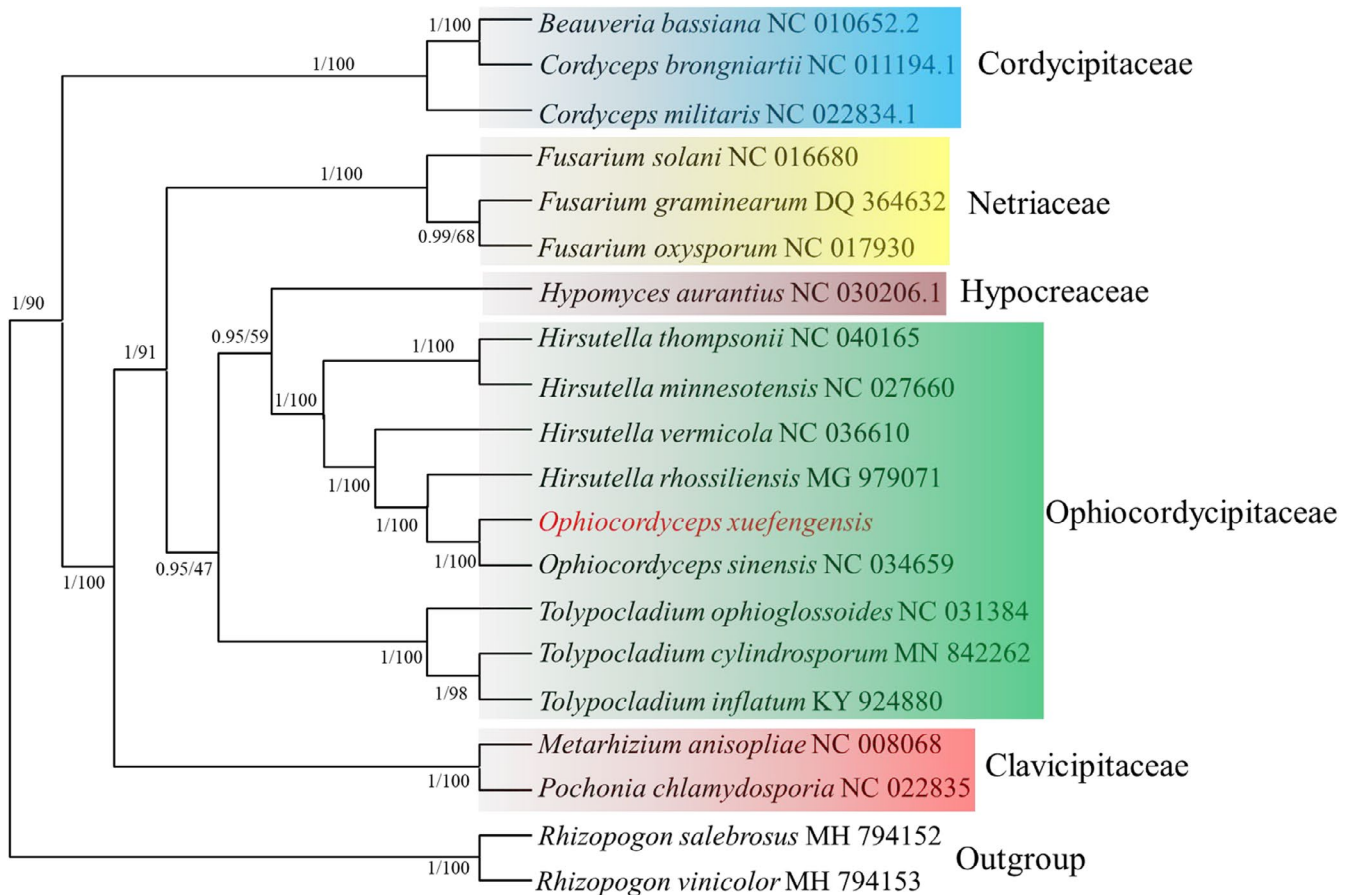 1/100
Beauveria bassiana NC 010652.2
1/100
Cordyceps brongniartii NC 011194.1
Cordycipitaceae
Cordyceps militaris NC 022834.1
Fusarium solani NC 016680
1/100
Fusarium graminearum DQ 364632
Netriaceae
0.99/68
Fusarium oxysporum NC 017930
Hypomyces aurantius NC 030206.1
Hypocreaceae
1/90
0.95/59
Hirsutella thompsonii NC 040165
1/91
1/100
Hirsutella minnesotensis NC 027660
1/100
Hirsutella vermicola NC 036610
Hirsutella rhossiliensis MG 979071
1/100
Ophiocordycipitaceae
1/100
Ophiocordyceps xuefengensis
1/100
Ophiocordyceps sinensis NC 034659
0.95/47
1/100
Tolypocladium ophioglossoides NC 031384
1/100
Tolypocladium cylindrosporum MN 842262
1/98
Tolypocladium inflatum KY 924880
Metarhizium anisopliae NC 008068
Clavicipitaceae
1/100
Pochonia chlamydosporia NC 022835
Rhizopogon salebrosus MH 794152
Outgroup
1/100
Rhizopogon vinicolor MH 794153